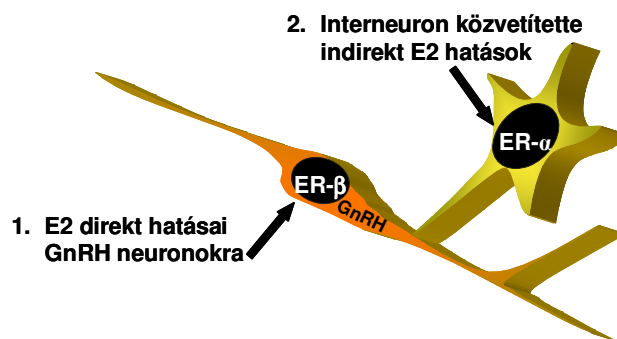 2. Interneuron közvetítette
indirekt E2 hatások
ER-α
ER-β
GnRH
1. E2 direkt hatásai
GnRH neuronokra